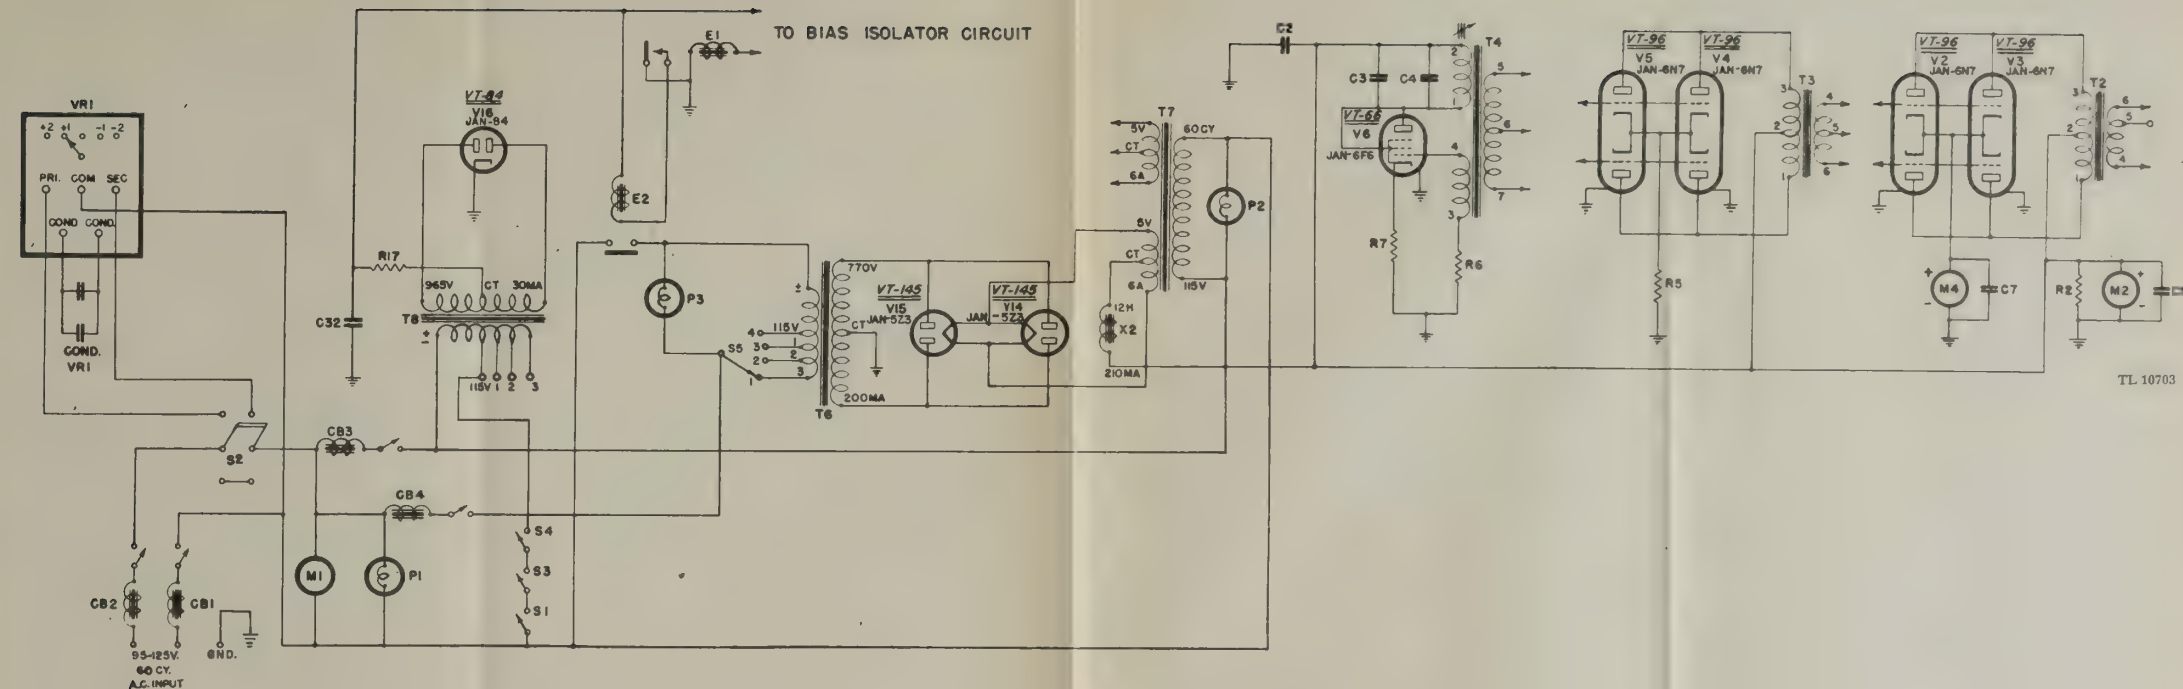 TO BIAS ISOLATOR CIRCUIT
E1
VR1
+2 +1 -1 -2
PRI. COM SEC
COND. COND.
COND.
VR1
VT-84
V16
JAN-84
R17
965V CT 30MA
T8
±
115V 1 2 3
C32
E2
P3
S5
4 115V
3 1
2 2
1 3
±
T6
770V
CT
200MA
VT-145
V15
JAN-5Z3
VT-145
V14
JAN-5Z3
T7
5V
CT
6A
5V
CT
6A
60CY
115V
12H
X2
210MA
P2
C2
C3 C4
2
1
T4
5
6
7
4
3
VT-66
V6
JAN-6F6
R7
R6
VT-96
V5
JAN-6N7
VT-96
V4
JAN-6N7
T3
3
2
1
4
5
6
R5
VT-96
V2
JAN-6N7
VT-96
V3
JAN-6N7
T2
3
2
1
6
5
4
+
M4
-
C7
R2
+
M2
-
TL 10703
S2
CB3
CB4
M1
P1
S4
S3
S1
CB2
CB1
95-125V.
60 CY.
A.C. INPUT
GND.